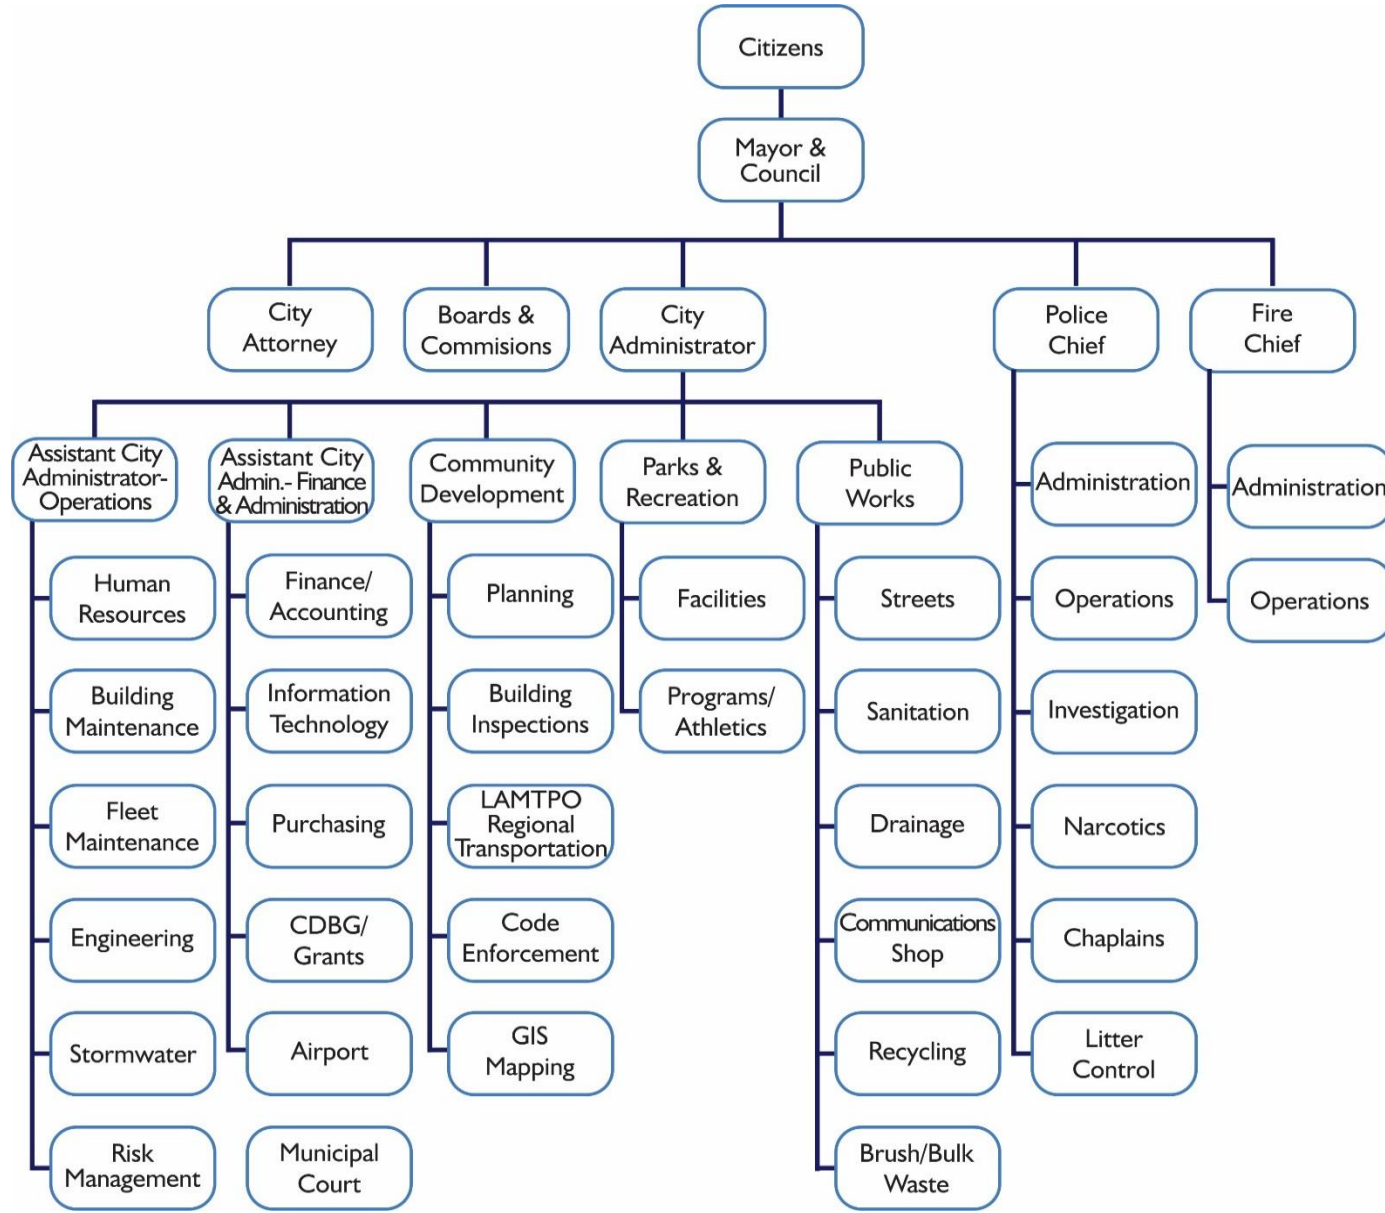 Citizens
Mayor &
Council
City
Attorney
Boards &
Commisions
City
Administrator
Police
Chief
Fire
Chief
Assistant City
Administrator-
Operations
Assistant City
Admin.- Finance
& Administration
Community
Development
Parks &
Recreation
Public
Works
Human
Resources
Building
Maintenance
Fleet
Maintenance
Engineering
Stormwater
Risk
Management
Finance/
Accounting
Information
Technology
Purchasing
CDBG/
Grants
Airport
Municipal
Court
Planning
Building
Inspections
LAMTPO
Regional
Transportation
Code
Enforcement
GIS
Mapping
Facilities
Programs/
Athletics
Streets
Sanitation
Drainage
Communications
Shop
Recycling
Brush/Bulk
Waste
Administration
Operations
Investigation
Narcotics
Chaplains
Litter
Control
Administration
Operations